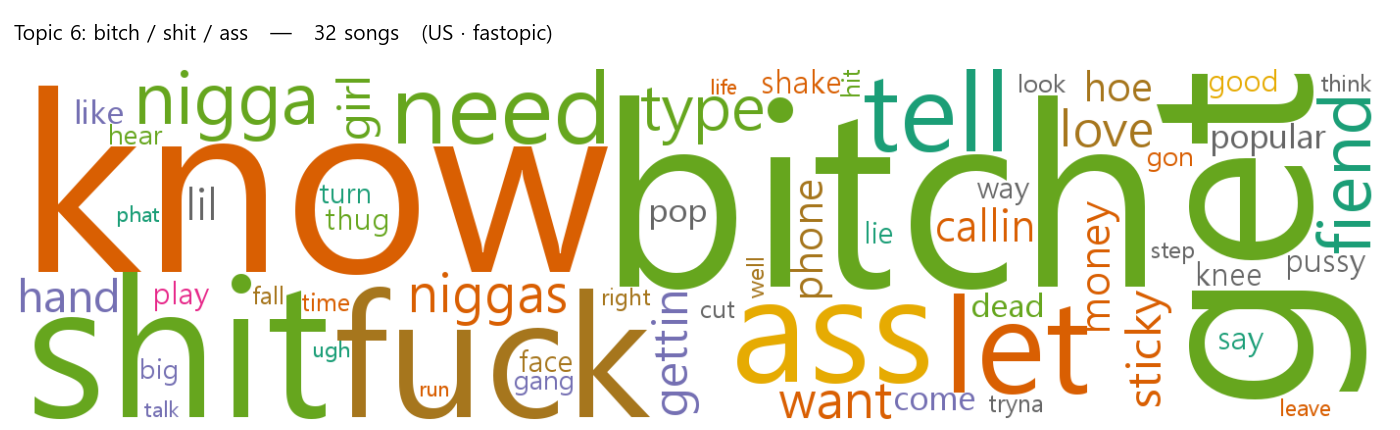 Topic 6: bitch / shit / ass — 32 songs (US · fastopic)
like
hear
nigga
girl
need
type
life
shake
hit
tell
look
hoe
love
gon
good
popular
think
fiend
know
phat
lil
turn
thug
bitch
pop
phone
lie
way
callin
money
step
get
knee
pussy
hand
play
fall
time
niggas
right
gettin
cut
well
ass
dead
let
sticky
say
shit
big
talk
ugh
fuck
run
face
gang
want
come
tryna
leave